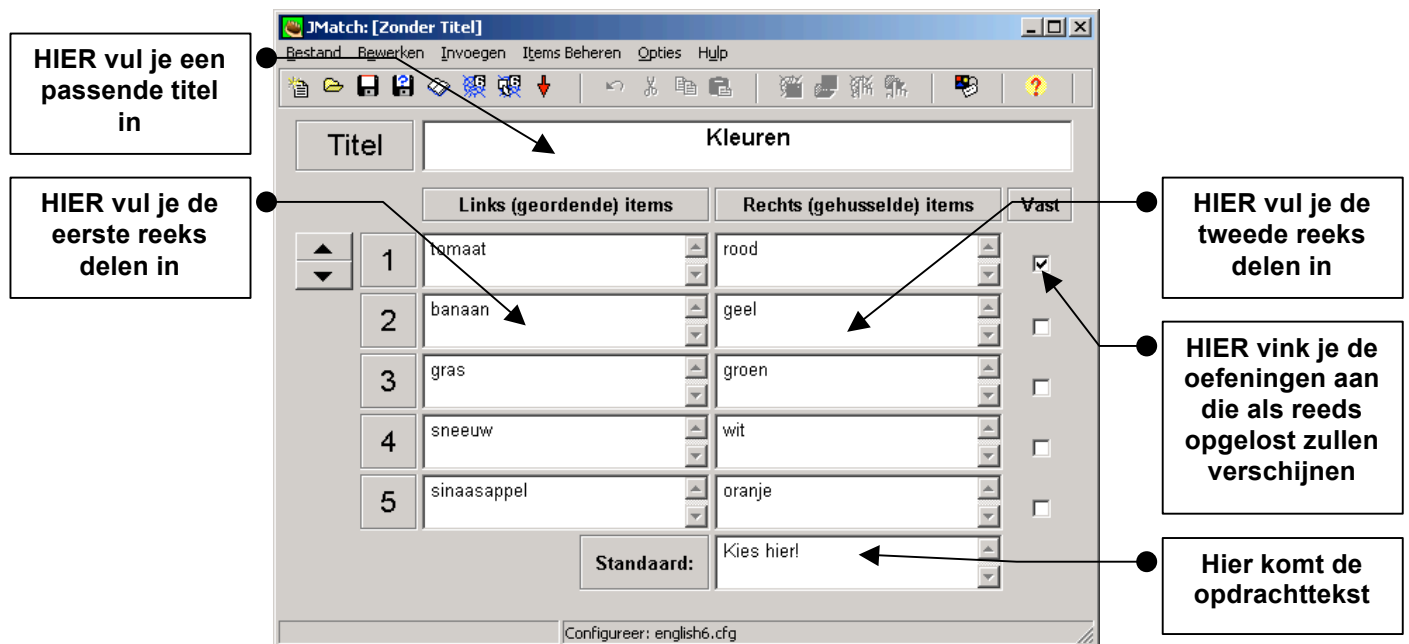 JMatch: [Zonder Titel]
Bestand Bewerken Invoegen Items Beheren Opties Hulp
HIER vul je een
passende titel
in
Titel
Kleuren
HIER vul je de
eerste reeks
delen in
Links (geordende) items
Rechts (gehusselde) items
Vast
HIER vul je de
tweede reeks
delen in
1
tomaat
rood
2
banaan
geel
3
gras
groen
4
sneeuw
wit
5
sinaasappel
oranje
HIER vink je de
oefeningen aan
die als reeds
opgelost zullen
verschijnen
Standaard:
Kies hier!
Hier komt de
opdrachttekst
Configureer: english6.cfg